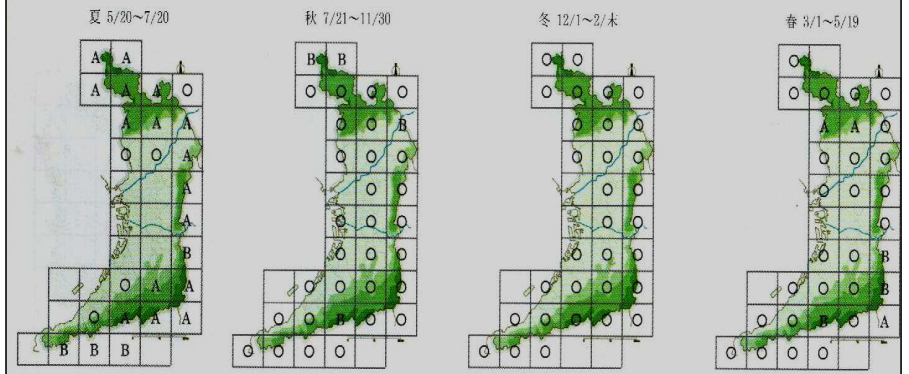 夏 5/20~7/20
A A
A A A O
A A A
O O A
A
A
B
O A A
O A A A
B B B
秋 7/21~11/30
B B
O O O O
O O B
O O O
O O
O O O
O O O
O O O O
O O B O O
O O O O
冬 12/1~2/末
O O
O O O O
O O O
O O O
O O
O O O
O O O
O O O O O
O O O O O
O O O O
春 3/1~5/19
O
O O O O
A A O
O O O
O O
O O
O O B
O O B
O O B O A
O O O O